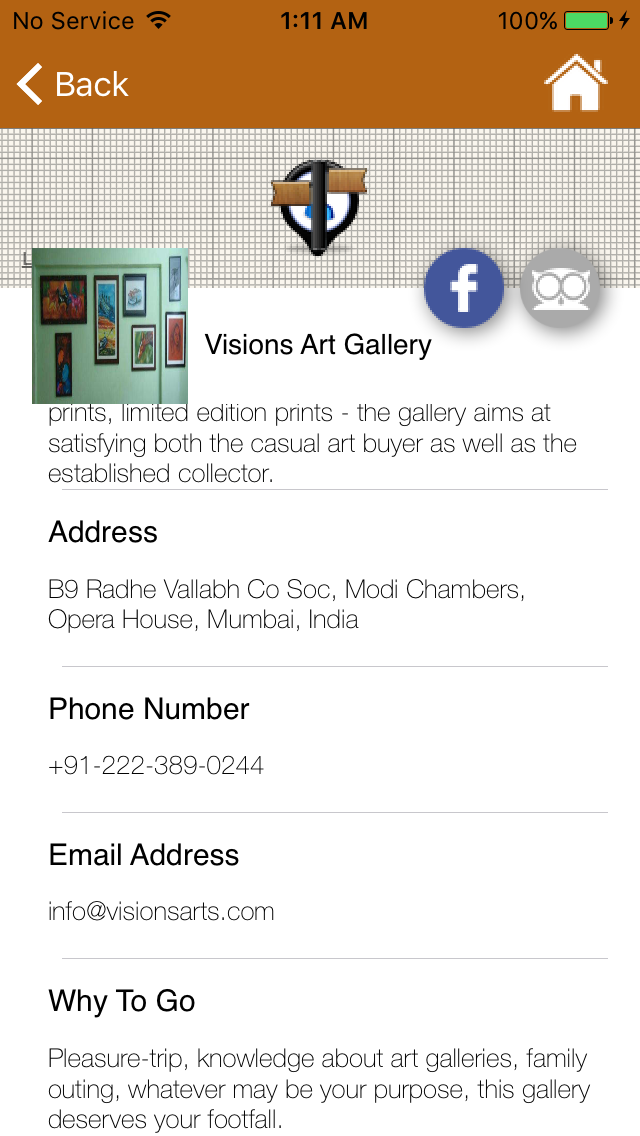 No Service 1:11 AM 100%
Back
Visions Art Gallery
prints, limited edition prints - the gallery aims at
satisfying both the casual art buyer as well as the
established collector.
Address
B9 Radhe Vallabh Co Soc, Modi Chambers,
Opera House, Mumbai, India
Phone Number
+91-222-389-0244
Email Address
info@visionsarts.com
Why To Go
Pleasure-trip, knowledge about art galleries, family
outing, whatever may be your purpose, this gallery
deserves your footfall.